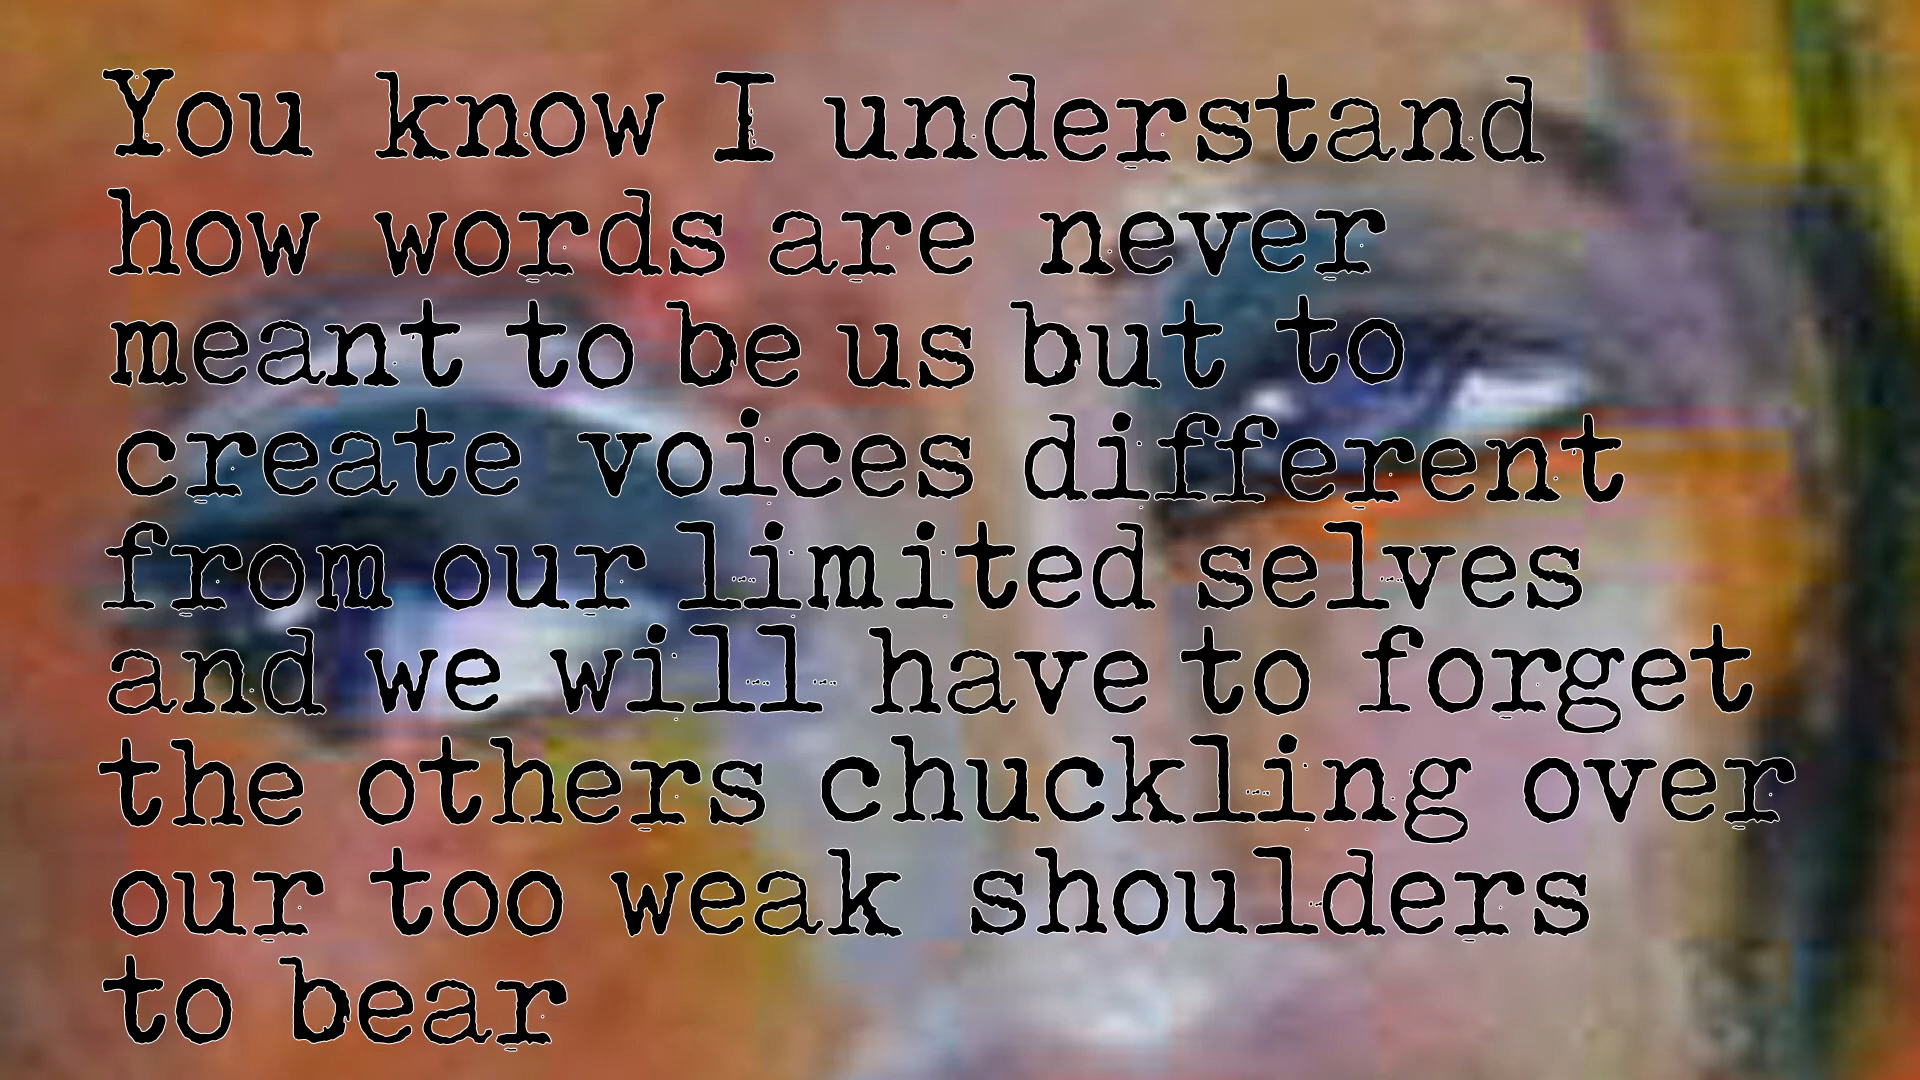 You know I understand
how words are never
meant to be us but to
create voices different
from our limited selves
and we will have to forget
the others chuckling over
our too weak shoulders
to bear